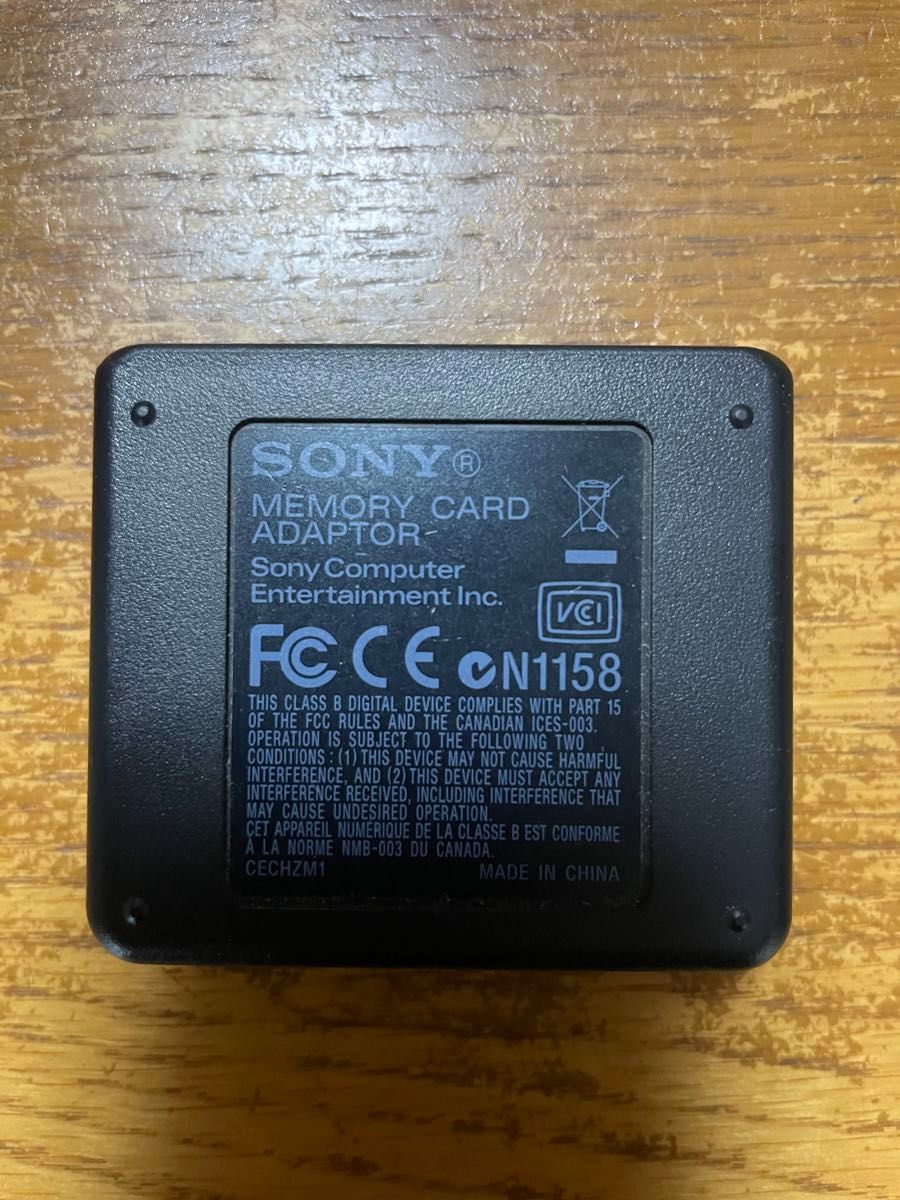 SONY®
MEMORY CARD
ADAPTOR
Sony Computer
Entertainment Inc.
VCI
FC CE N1158
THIS CLASS B DIGITAL DEVICE COMPLIES WITH PART 15
OF THE FCC RULES AND THE CANADIAN ICES-003.
OPERATION IS SUBJECT TO THE FOLLOWING TWO
CONDITIONS : (1) THIS DEVICE MAY NOT CAUSE HARMFUL
INTERFERENCE, AND (2) THIS DEVICE MUST ACCEPT ANY
INTERFERENCE RECEIVED, INCLUDING INTERFERENCE THAT
MAY CAUSE UNDESIRED OPERATION.
CET APPAREIL NUMÉRIQUE DE LA CLASSE B EST CONFORME
À LA NORME NMB-003 DU CANADA.
CECHZM1 MADE IN CHINA